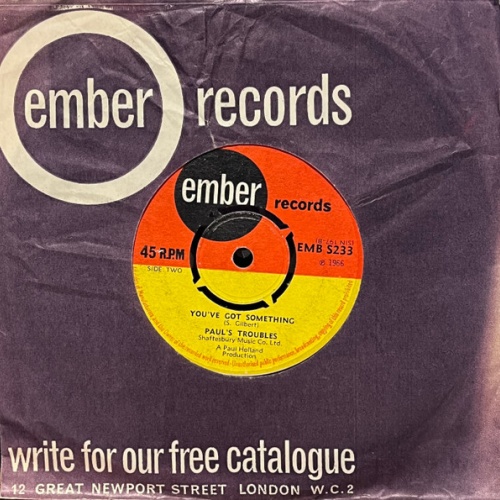 ember records
ember records
45 R.P.M
EMB S233
SIDE TWO
℗ 1966
YOU'VE GOT SOMETHING
(S. Gilbert)
PAUL'S TROUBLES
Shaftesbury Music Co. Ltd.
A Paul Holland
Production
write for our free catalogue
12 GREAT NEWPORT STREET LONDON W.C.2